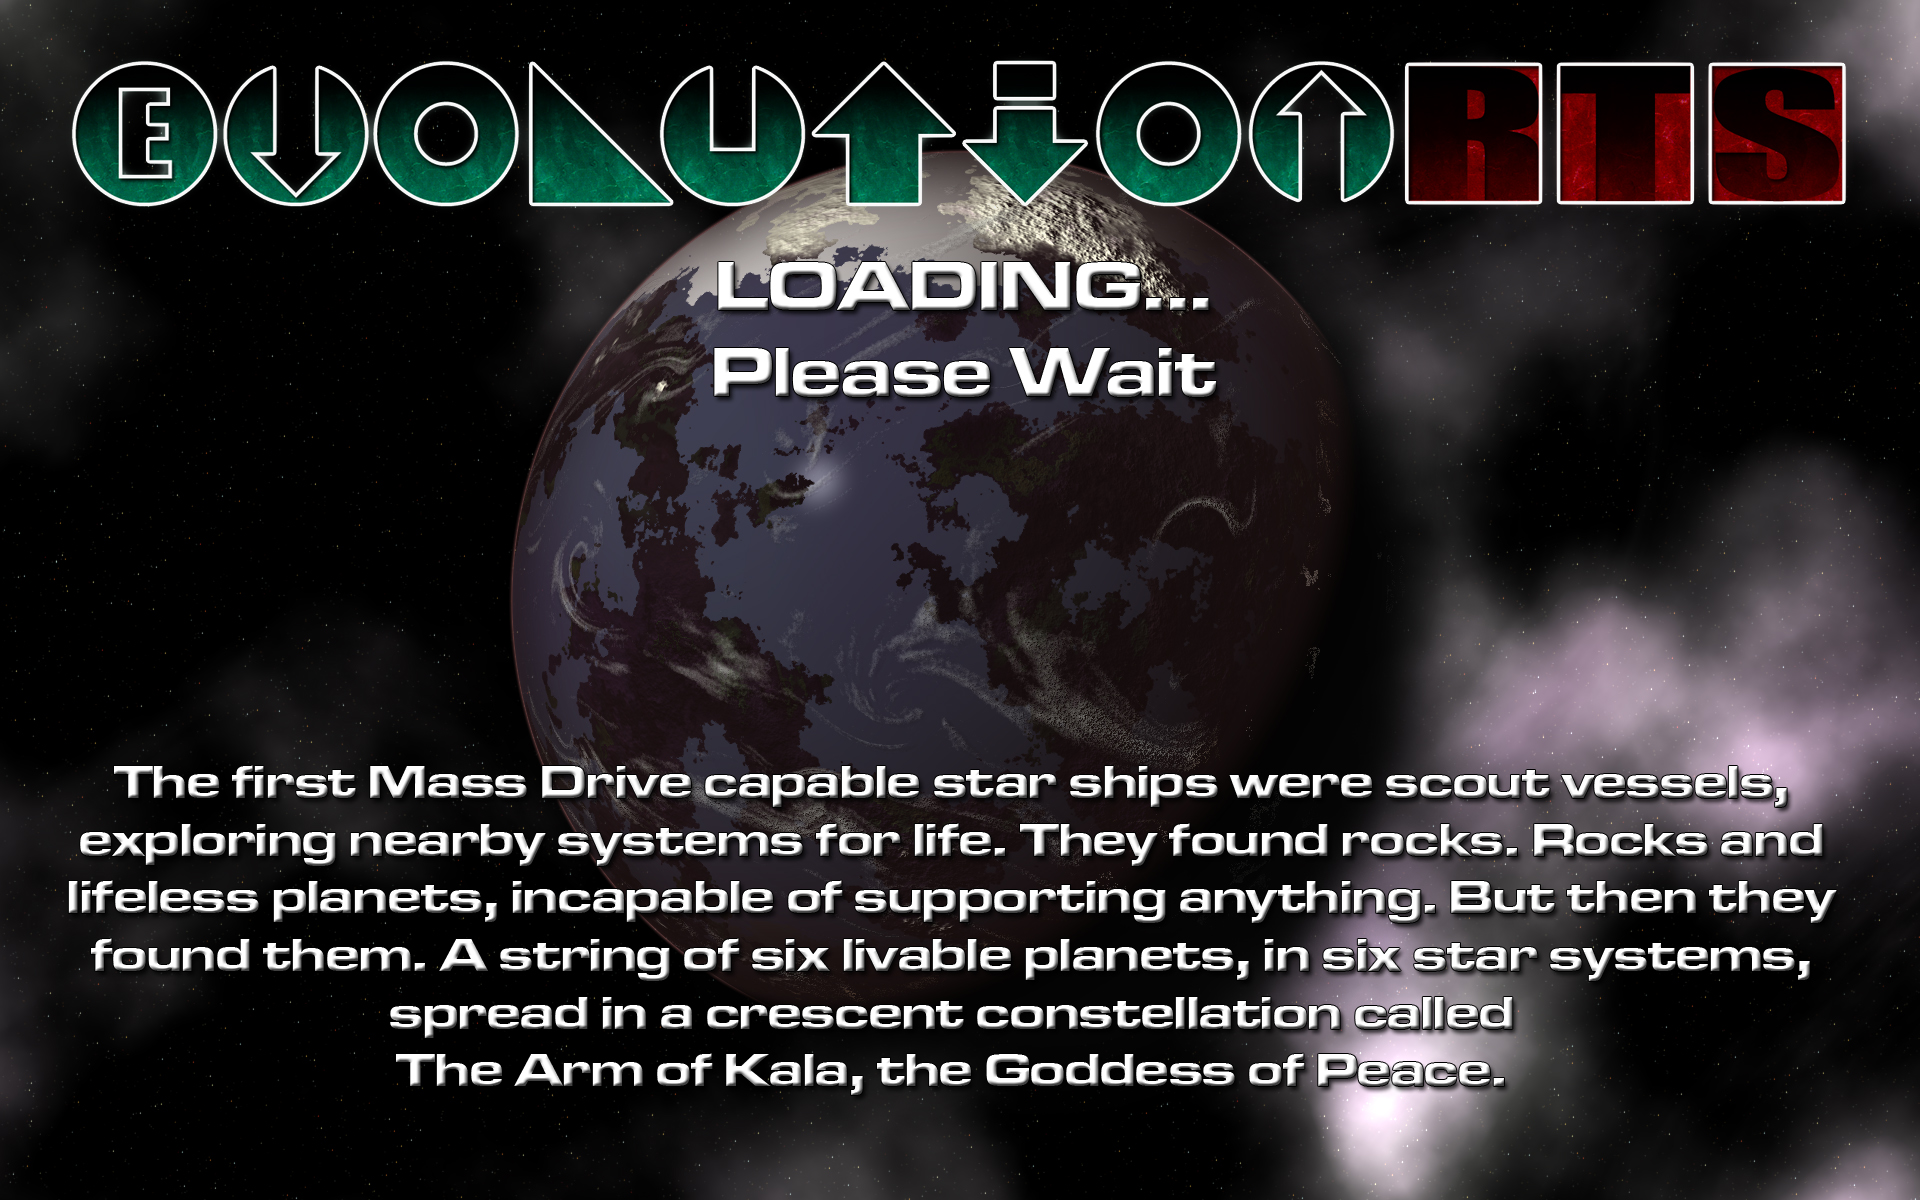 EVOLUTION RTS
LOADING...
Please Wait
The first Mass Drive capable star ships were scout vessels,
exploring nearby systems for life. They found rocks. Rocks and
lifeless planets, incapable of supporting anything. But then they
found them. A string of six livable planets, in six star systems,
spread in a crescent constellation called
The Arm of Kala, the Goddess of Peace.